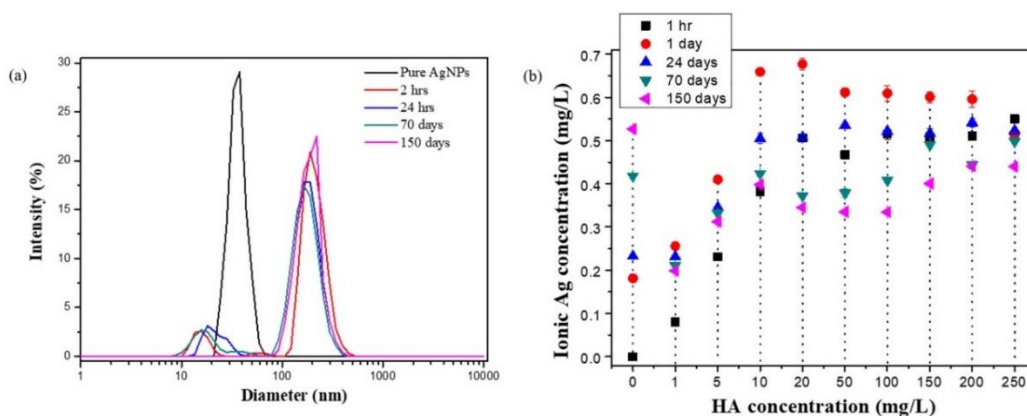 (a)
30
25
20
15
10
5
0
Intensity (%)
Pure AgNPs
2 hrs
24 hrs
70 days
150 days
1
10
100
1000
10000
Diameter (nm)
(b)
1 hr
1 day
24 days
70 days
150 days
0.7
0.6
0.5
0.4
0.3
0.2
0.1
0.0
Ionic Ag concentration (mg/L)
0
1
5
10
20
50
100
150
200
250
HA concentration (mg/L)